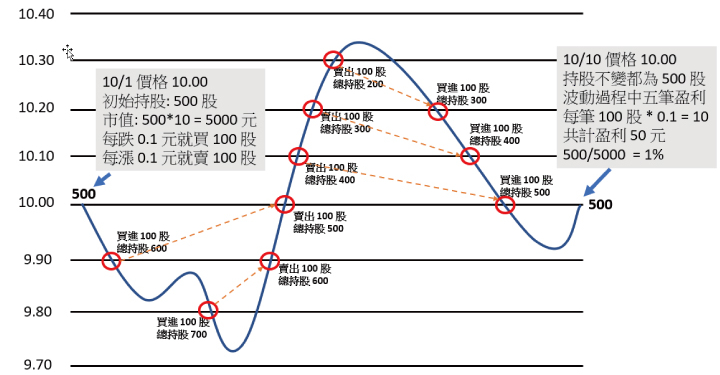 10.40
10.30
10.20
10.10
10.00
9.90
9.80
9.70
10/1 價格 10.00
初始持股: 500 股
市值: 500*10 = 5000 元
每跌 0.1 元就買 100 股
每漲 0.1 元就賣 100 股
500
買進 100 股
總持股 600
買進 100 股
總持股 700
賣出 100 股
總持股 600
賣出 100 股
總持股 500
賣出 100 股
總持股 400
賣出 100 股
總持股 300
賣出 100 股
總持股 200
買進 100 股
總持股 300
買進 100 股
總持股 400
買進 100 股
總持股 500
10/10 價格 10.00
持股不變都為 500 股
波動過程中五筆盈利
每筆 100 股 * 0.1 = 10
共計盈利 50 元
500/5000 = 1%
500